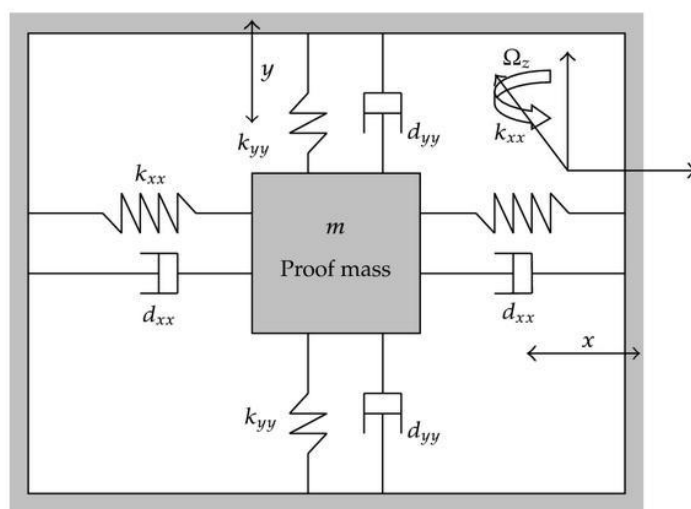 y
Ω_z
k_yy
d_yy
k_xx
k_xx
m
Proof mass
d_xx
d_xx
x
k_yy
d_yy